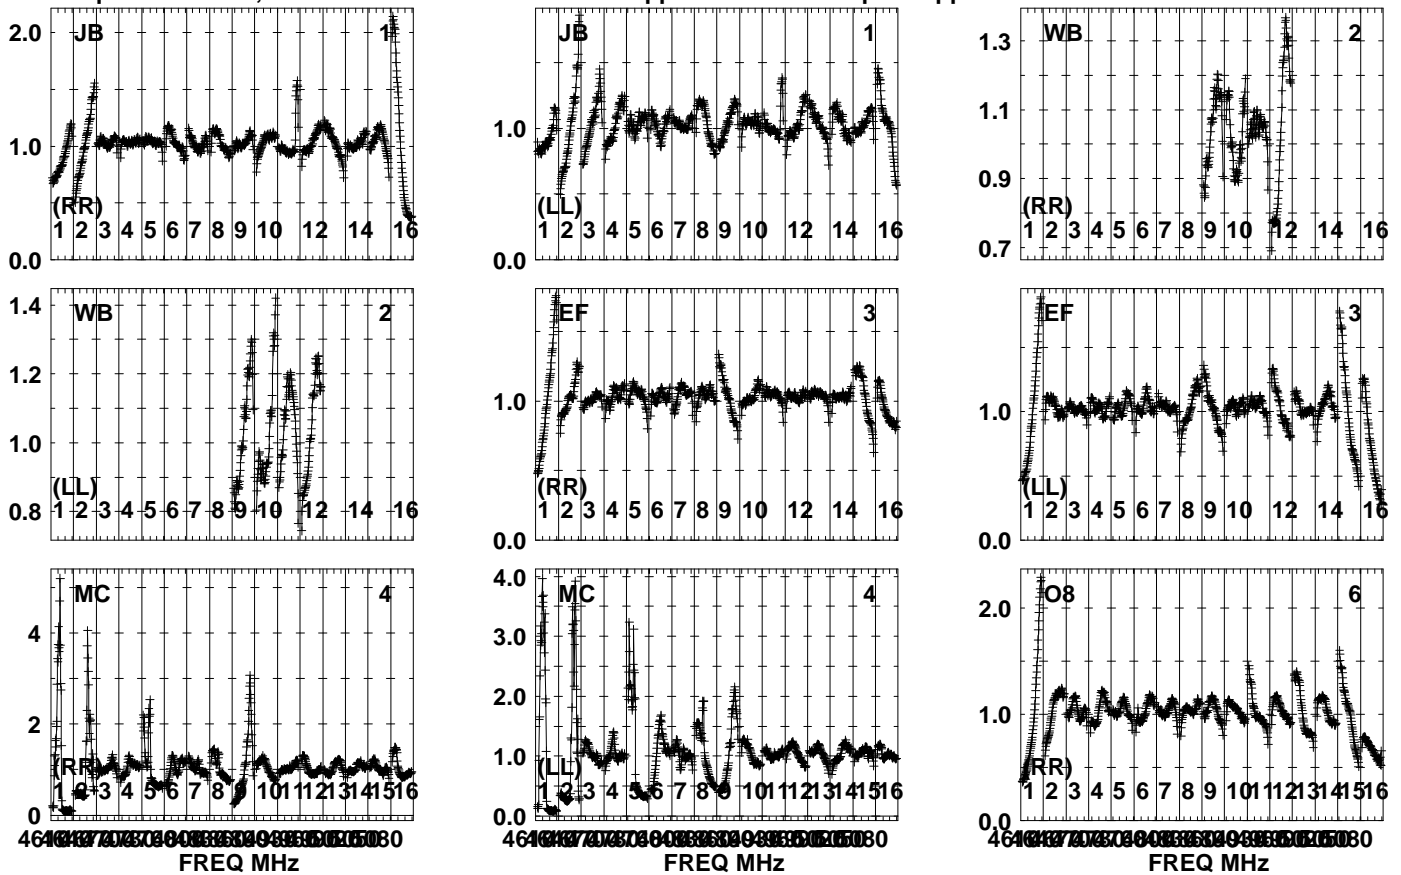 2.0 JB 1
1.0
(RR)
1 2 3 4 5 6 7 8 9 10 12 14 16
0.0
JB 1
1.0
(LL)
1 2 3 4 5 6 7 8 9 10 12 14 16
0.0
1.3 WB 2
1.1
0.9
(RR)
1 2 3 4 5 6 7 8 9 10 12 14 16
0.7
1.4 WB 2
1.2
1.0
(LL)
0.8 1 2 3 4 5 6 7 8 9 10 12 14 16
EF 3
1.0
(RR)
1 2 3 4 5 6 7 8 9 10 12 14 16
0.0
EF 3
1.0
(LL)
1 2 3 4 5 6 7 8 9 10 12 14 16
0.0
MC 4
4
2
(RR)
1 2 3 4 5 6 7 8 9 10 11 12 13 14 15 16
0
FREQ MHz
4.0 MC 4
3.0
2.0
1.0
(LL)
1 2 3 4 5 6 7 8 9 10 11 12 13 14 15 16
0.0
O8 6
2.0
1.0
(RR)
1 2 3 4 5 6 7 8 9 10 11 12 13 14 15 16
0.0
FREQ MHz